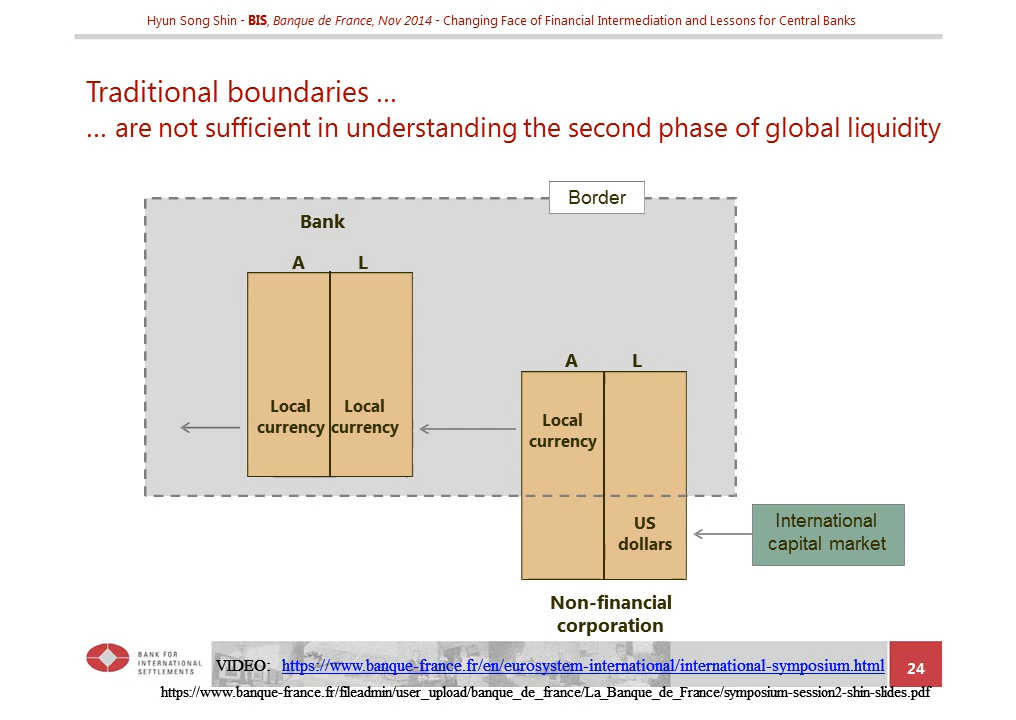 Hyun Song Shin - BIS, Banque de France, Nov 2014 - Changing Face of Financial Intermediation and Lessons for Central Banks
Traditional boundaries ...
... are not sufficient in understanding the second phase of global liquidity
Border
Bank
A L
A L
Local Local
currency currency
Local
currency
US
dollars
International
capital market
Non-financial
corporation
BANK FOR
INTERNATIONAL
SETTLEMENTS
VIDEO: https://www.banque-france.fr/en/eurosystem-international/international-symposium.html
24
https://www.banque-france.fr/fileadmin/user_upload/banque_de_france/La_Banque_de_France/symposium-session2-shin-slides.pdf